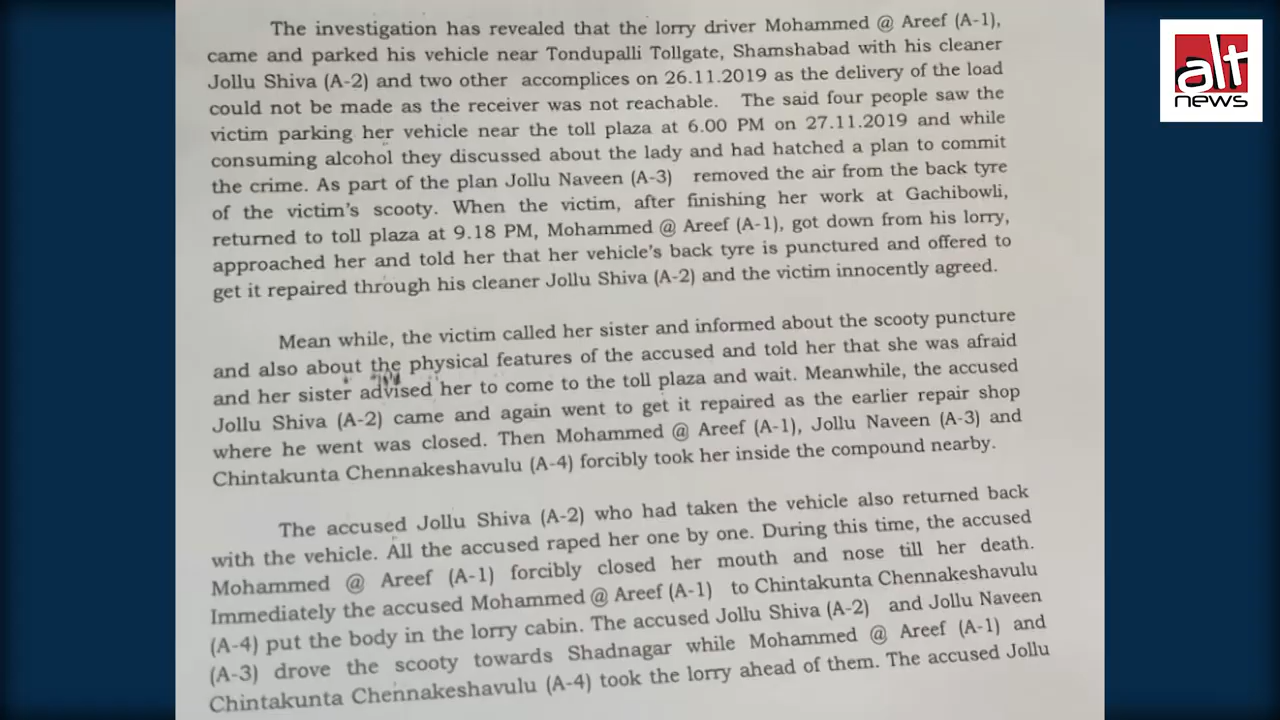 The investigation has revealed that the lorry driver Mohammed @ Areef (A-1),
came and parked his vehicle near Tondupalli Tollgate, Shamshabad with his cleaner
Jollu Shiva (A-2) and two other accomplices on 26.11.2019 as the delivery of the load
could not be made as the receiver was not reachable. The said four people saw the
victim parking her vehicle near the toll plaza at 6.00 PM on 27.11.2019 and while
consuming alcohol they discussed about the lady and had hatched a plan to commit
the crime. As part of the plan Jollu Naveen (A-3) removed the air from the back tyre
of the victim's scooty. When the victim, after finishing her work at Gachibowli,
returned to toll plaza at 9.18 PM, Mohammed @ Areef (A-1), got down from his lorry,
approached her and told her that her vehicle's back tyre is punctured and offered to
get it repaired through his cleaner Jollu Shiva (A-2) and the victim innocently agreed.
Mean while, the victim called her sister and informed about the scooty puncture
and also about the physical features of the accused and told her that she was afraid
and her sister advised her to come to the toll plaza and wait. Meanwhile, the accused
Jollu Shiva (A-2) came and again went to get it repaired as the earlier repair shop
where he went was closed. Then Mohammed @ Areef (A-1), Jollu Naveen (A-3) and
Chintakunta Chennakeshavulu (A-4) forcibly took her inside the compound nearby.
The accused Jollu Shiva (A-2) who had taken the vehicle also returned back
with the vehicle. All the accused raped her one by one. During this time, the accused
Mohammed @ Areef (A-1) forcibly closed her mouth and nose till her death.
Immediately the accused Mohammed @ Areef (A-1) to Chintakunta Chennakeshavulu
(A-4) put the body in the lorry cabin. The accused Jollu Shiva (A-2) and Jollu Naveen
(A-3) drove the scooty towards Shadnagar while Mohammed @ Areef (A-1) and
Chintakunta Chennakeshavulu (A-4) took the lorry ahead of them. The accused Jollu
alt
news